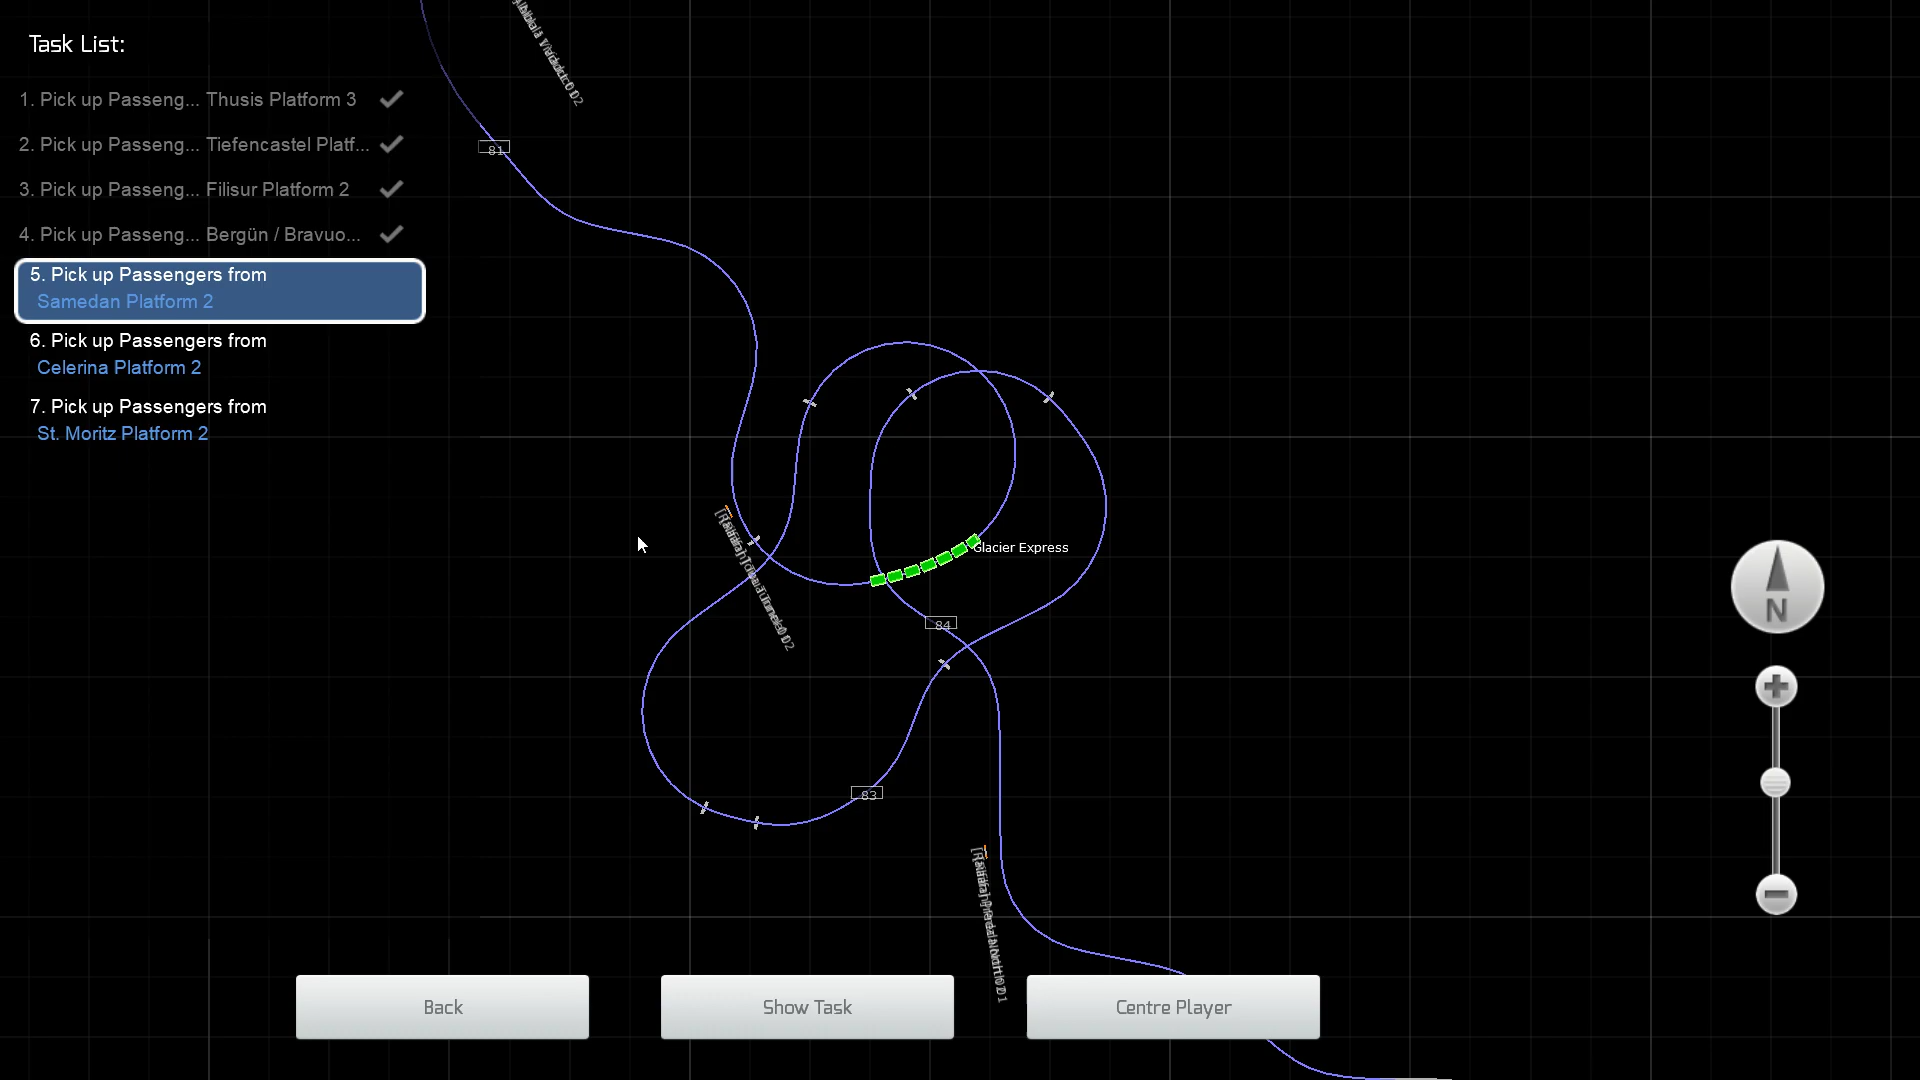 Task List:
1. Pick up Passeng... Thusis Platform 3
2. Pick up Passeng... Tiefencastel Platf...
3. Pick up Passeng... Filisur Platform 2
4. Pick up Passeng... Bergün / Bravuo...
5. Pick up Passengers from
Samedan Platform 2
6. Pick up Passengers from
Celerina Platform 2
7. Pick up Passengers from
St. Moritz Platform 2
81
Glacier Express
84
83
N
Back
Show Task
Centre Player